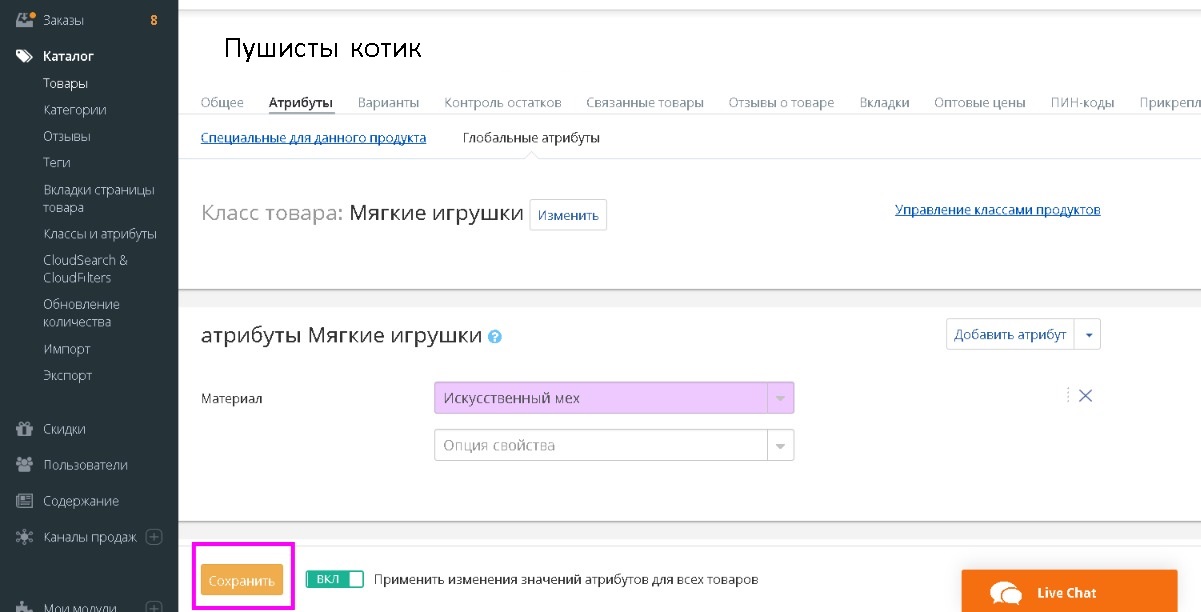 Заказы 8
Каталог
Товары
Категории
Отзывы
Теги
Вкладки страницы
товара
Классы и атрибуты
CloudSearch &
CloudFilters
Обновление
количества
Импорт
Экспорт
Скидки
Пользователи
Содержание
Каналы продаж
Мои модули
Пушисты котик
Общее Атрибуты Варианты Контроль остатков Связанные товары Отзывы о товаре Вкладки Оптовые цены ПИН-коды Прикрепл
Специальные для данного продукта Глобальные атрибуты
Класс товара: Мягкие игрушки Изменить Управление классами продуктов
атрибуты Мягкие игрушки ? Добавить атрибут
Материал Искусственный мех
Опция свойства
Сохранить ВКЛ Применить изменения значений атрибутов для всех товаров
Live Chat